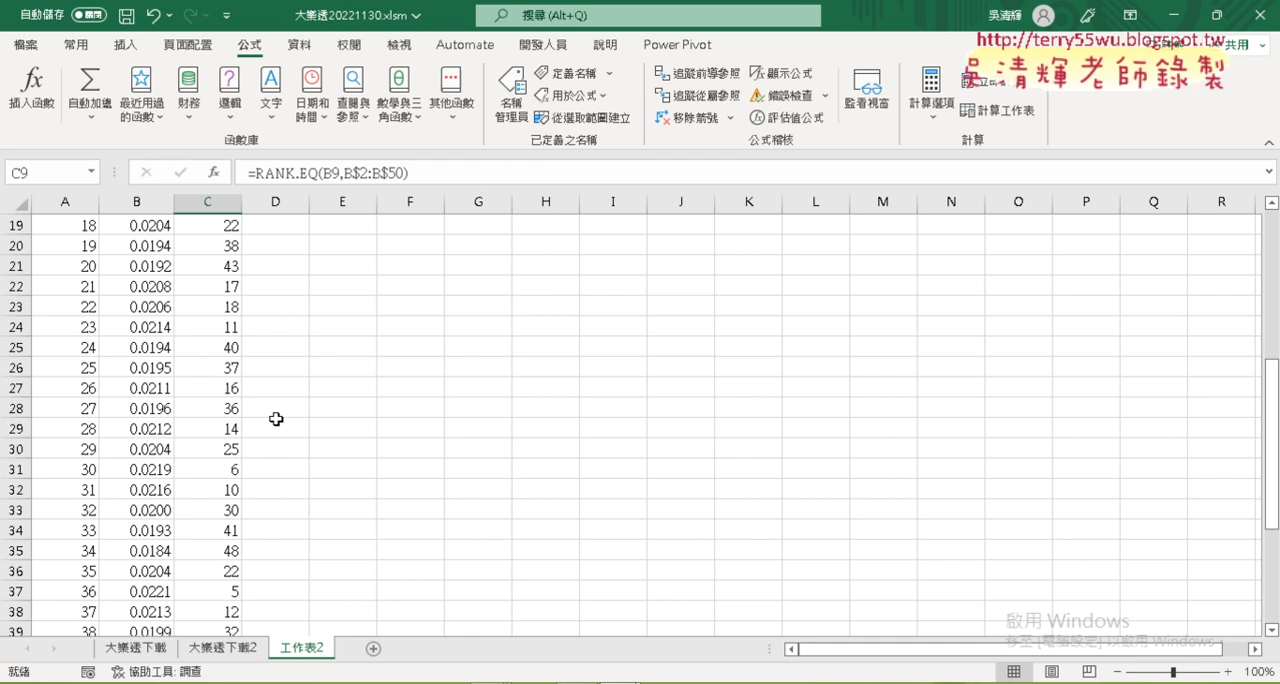 自動儲存 關閉 大樂透20221130.xlsm 搜尋 (Alt+Q) 吳清輝
檔案 常用 插入 頁面配置 公式 資料 校閱 檢視 Automate 開發人員 說明 Power Pivot 共用
http://terry55wu.blogspot.tw
吳清輝老師錄製
fx 插入函數
Σ 自動加總
最近用過的函數
財務
邏輯
文字
日期和時間
查閱與參照
數學與三角函數
其他函數
函數庫
名稱管理員
定義名稱
用於公式
從選取範圍建立
已定義之名稱
追蹤前導參照
追蹤從屬參照
移除箭號
顯示公式
錯誤檢查
評估值公式
公式稽核
監看視窗
計算選項
計算工作表
計算
C9 fx =RANK.EQ(B9,B$2:B$50)
A B C D E F G H I J K L M N O P Q R
19 18 0.0204 22
20 19 0.0194 38
21 20 0.0192 43
22 21 0.0208 17
23 22 0.0206 18
24 23 0.0214 11
25 24 0.0194 40
26 25 0.0195 37
27 26 0.0211 16
28 27 0.0196 36
29 28 0.0212 14
30 29 0.0204 25
31 30 0.0219 6
32 31 0.0216 10
33 32 0.0200 30
34 33 0.0193 41
35 34 0.0184 48
36 35 0.0204 22
37 36 0.0221 5
38 37 0.0213 12
39 38 0.0199 32
啟用 Windows
移至 [電腦設定] 以啟用 Windows。
大樂透下載 大樂透下載2 工作表2
就緒 協助工具: 調查 100%